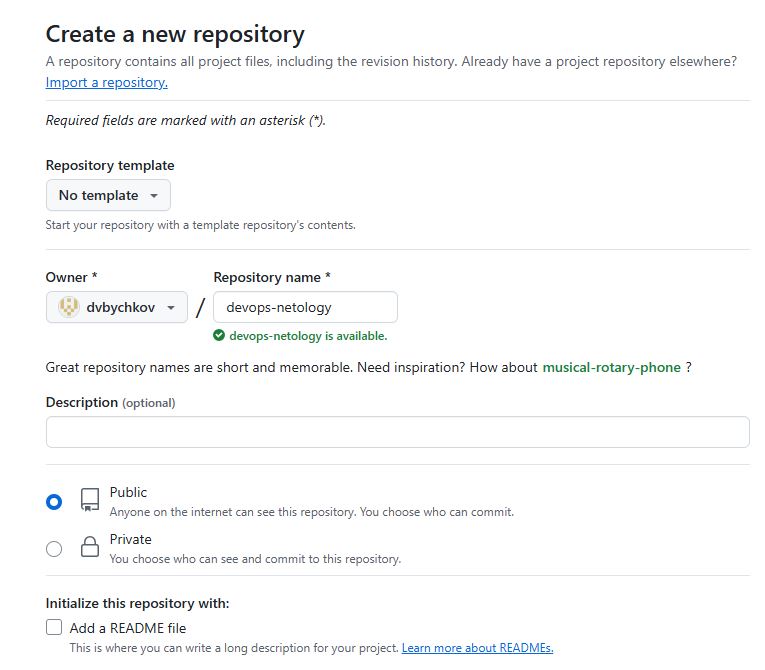 Create a new repository
A repository contains all project files, including the revision history. Already have a project repository elsewhere?
Import a repository.
Required fields are marked with an asterisk (*).
Repository template
No template
Start your repository with a template repository's contents.
Owner * Repository name *
dvbychkov / devops-netology
devops-netology is available.
Great repository names are short and memorable. Need inspiration? How about musical-rotary-phone ?
Description (optional)
Public
Anyone on the internet can see this repository. You choose who can commit.
Private
You choose who can see and commit to this repository.
Initialize this repository with:
Add a README file
This is where you can write a long description for your project. Learn more about READMEs.